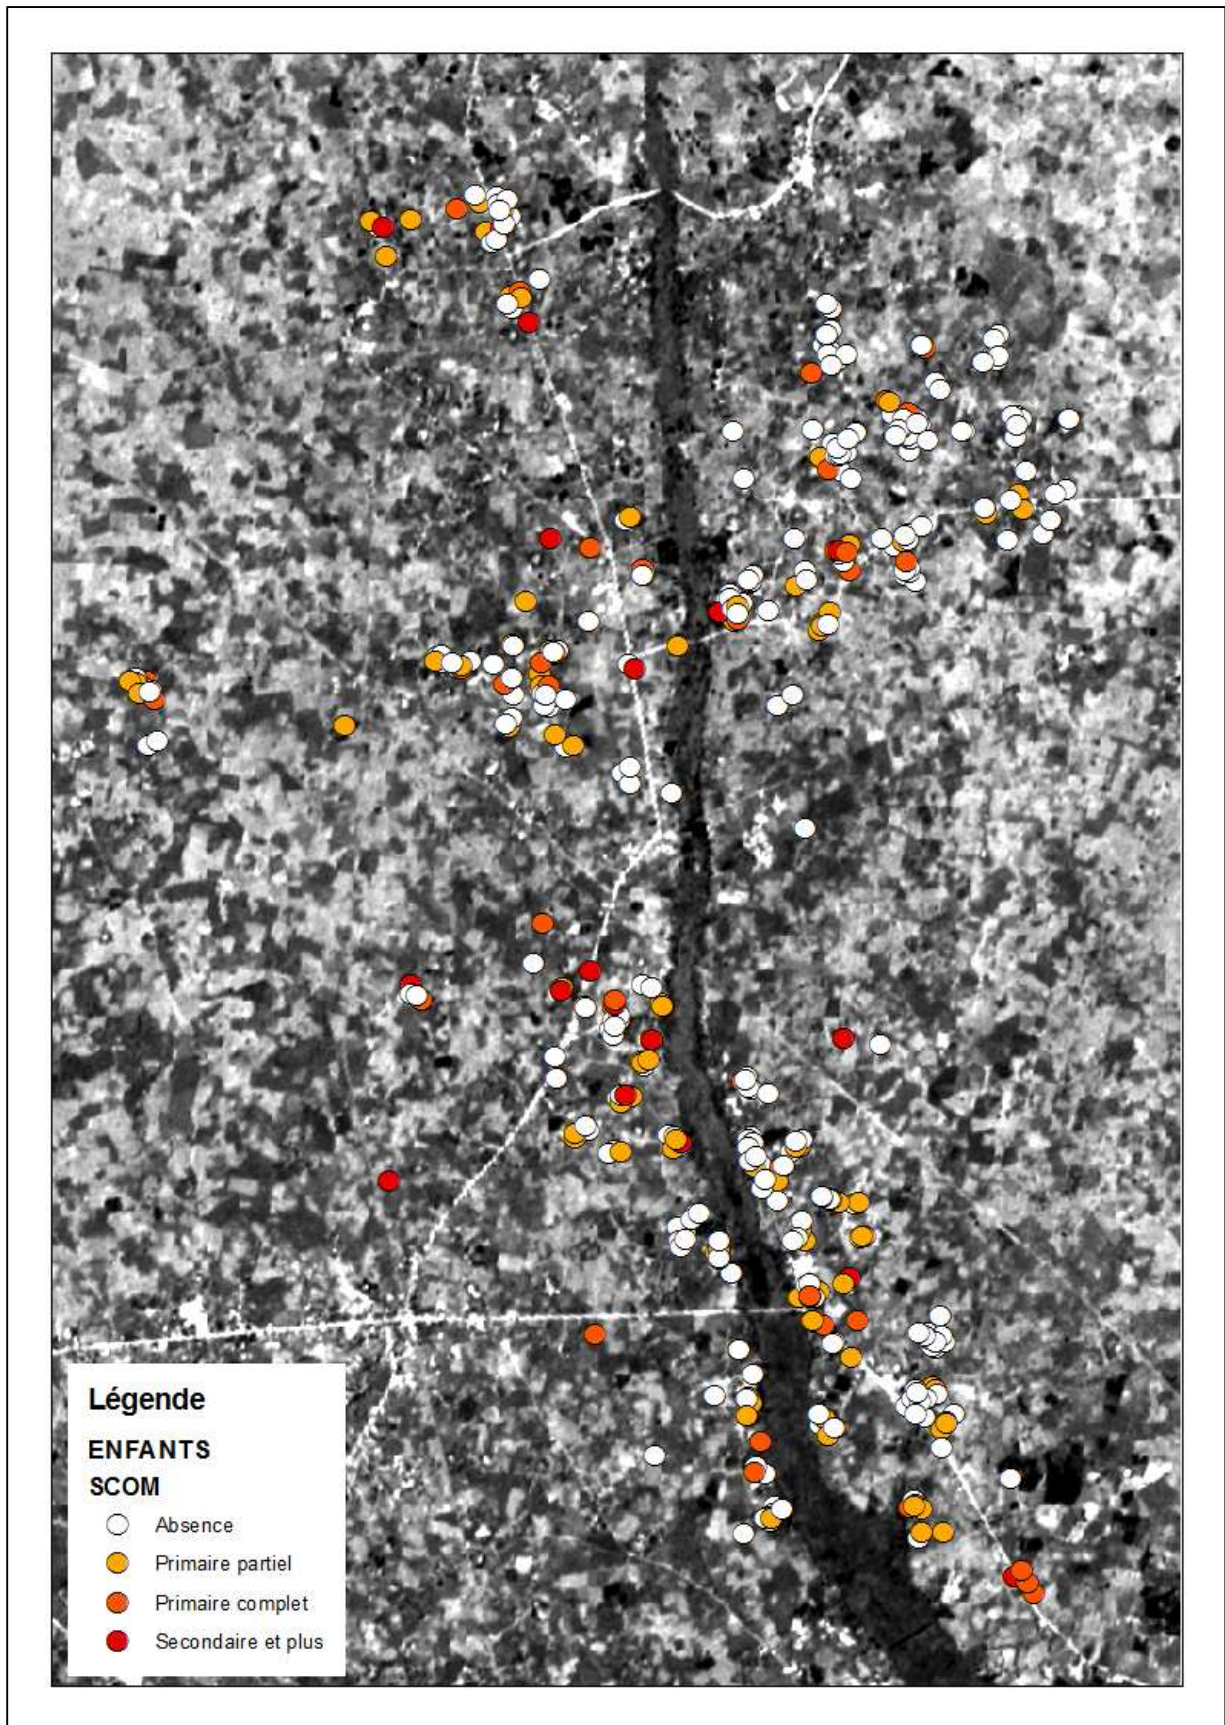 Légende
ENFANTS
SCOM
Absence
Primaire partiel
Primaire complet
Secondaire et plus